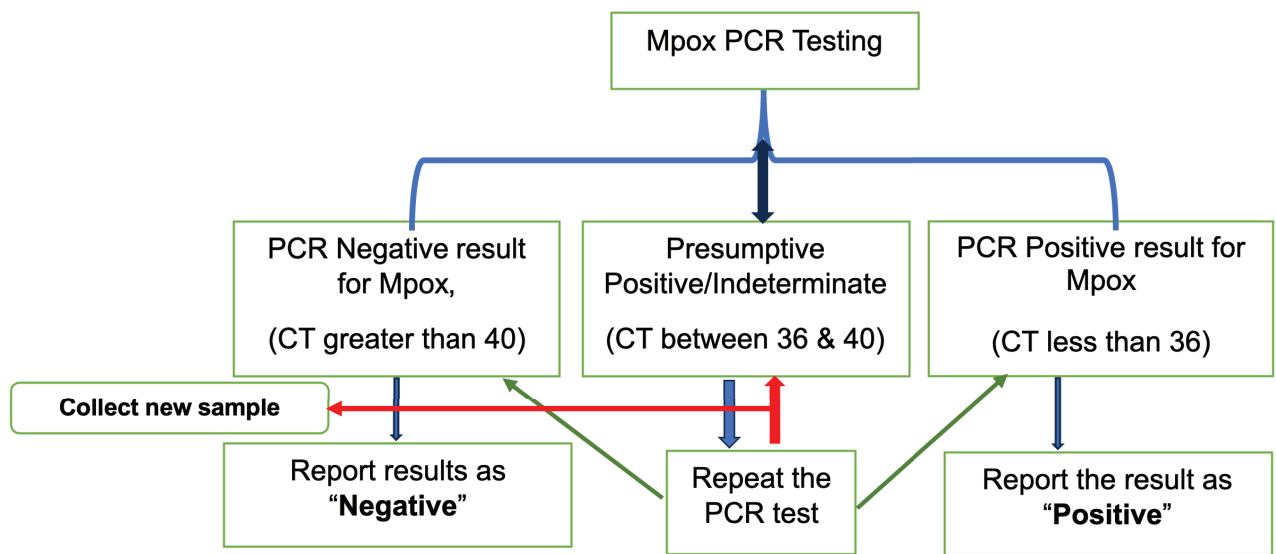 Mpox PCR Testing
PCR Negative result
for Mpox,
(CT greater than 40)
Presumptive
Positive/Indeterminate
(CT between 36 & 40)
PCR Positive result for
Mpox
(CT less than 36)
Collect new sample
Report results as
“Negative”
Repeat the
PCR test
Report the result as
“Positive”